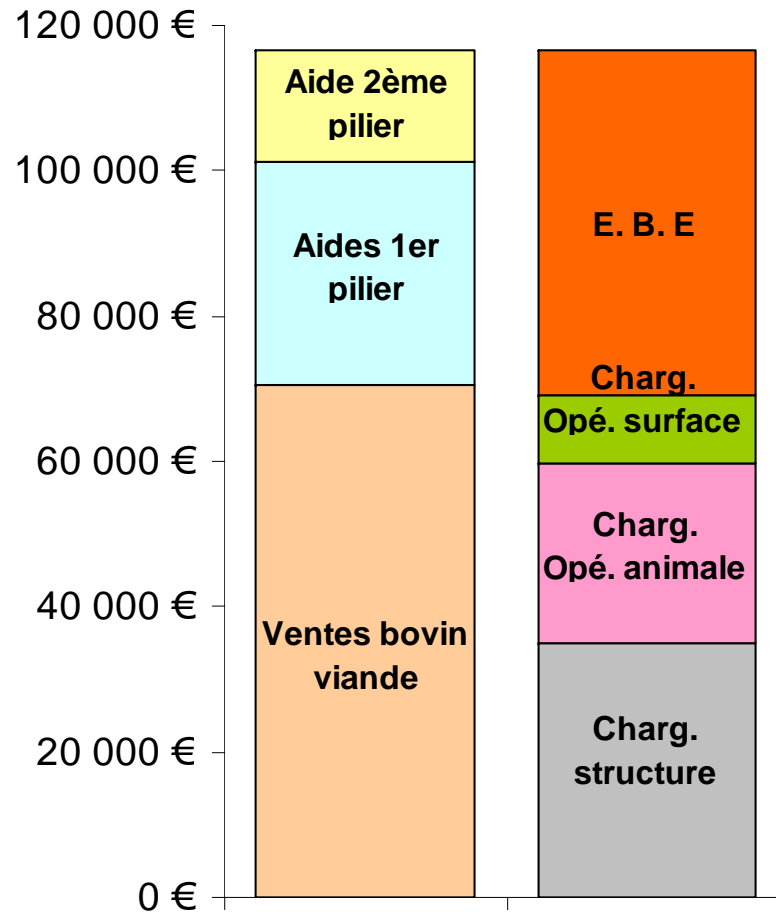 120 000 €
100 000 €
80 000 €
60 000 €
40 000 €
20 000 €
0 €
Aide 2ème
pilier
Aides 1er
pilier
Ventes bovin
viande
E. B. E
Charg.
Opé. surface
Charg.
Opé. animale
Charg.
structure